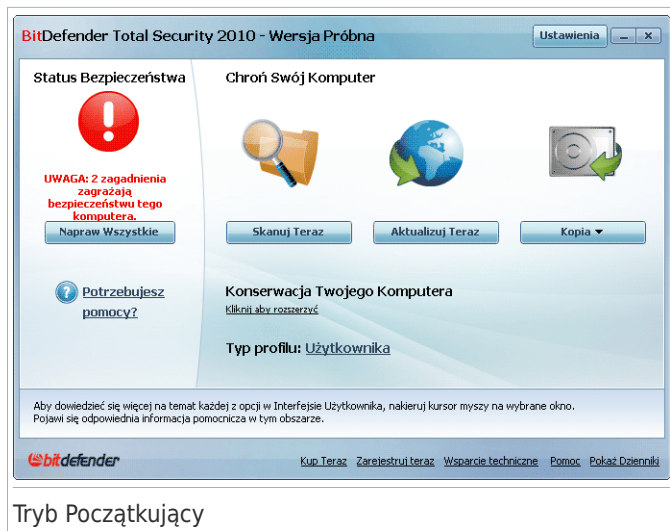 BitDefender Total Security 2010 - Wersja Próbna
Ustawienia
Status Bezpieczeństwa
UWAGA: 2 zagadnienia
zagrażają
bezpieczeństwu tego
komputera.
Napraw Wszystkie
Potrzebujesz
pomocy?
Chroń Swój Komputer
Skanuj Teraz
Aktualizuj Teraz
Kopia
Konserwacja Twojego Komputera
Kliknij aby rozszerzyć
Typ profilu: Użytkownika
Aby dowiedzieć się więcej na temat każdej z opcji w Interfejsie Użytkownika, nakieruj kursor myszy na wybrane okno.
Pojawi się odpowiednia informacja pomocnicza w tym obszarze.
bitdefender
Kup Teraz Zarejestruj teraz Wsparcie techniczne Pomoc Pokaż Dzienniki
Tryb Początkujący